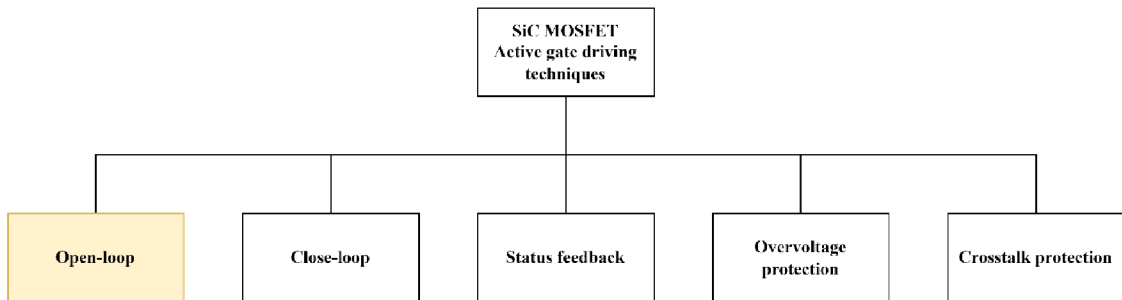 SiC MOSFET
Active gate driving
techniques
Open-loop
Close-loop
Status feedback
Overvoltage
protection
Crosstalk protection